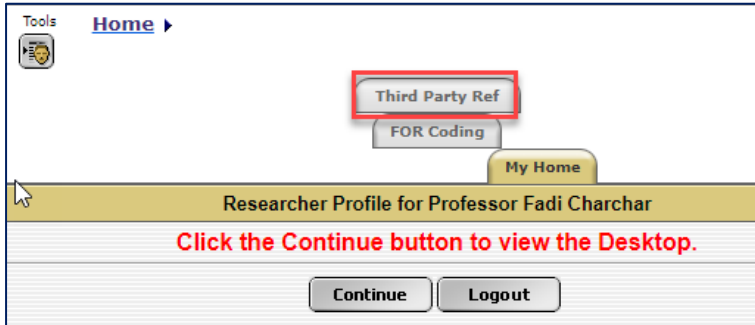 Tools
Home
Third Party Ref
FOR Coding
My Home
Researcher Profile for Professor Fadi Charchar
Click the Continue button to view the Desktop.
Continue Logout